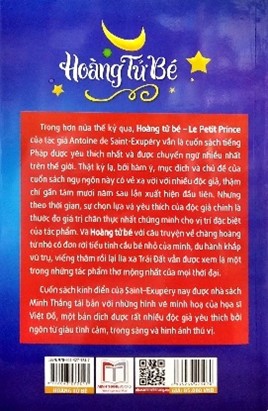 Hoàng Tử Bé
Trong hơn nửa thế kỷ qua, Hoàng tử bé – Le Petit Prince
của tác giả Antoine de Saint-Exupéry vẫn là cuốn sách tiếng
Pháp được yêu thích nhất và được chuyển ngữ nhiều nhất
trên thế giới. Thật kỳ lạ, bởi hàm ý, mục đích và chủ đề của
cuốn sách ngụ ngôn này có vẻ xa vời với nhiều độc giả, thậm
chí gần tám mươi năm sau lần xuất hiện đầu tiên. Nhưng
theo thời gian, sự chọn lựa và yêu thích của độc giả chính là
thước đo giá trị chân thực nhất chứng minh cho vị trí đặc biệt
của tác phẩm. Và Hoàng tử bé với câu truyện về chàng hoàng
tử nhỏ cô đơn rời tiểu tinh cầu bé nhỏ của mình, du hành khắp
vũ trụ, viếng thăm rồi lại lìa xa Trái Đất vẫn được xem là một
trong những tác phẩm thơ mộng nhất của mọi thời đại.
Cuốn sách kinh điển của Saint-Exupery nay được nhà sách
Minh Thắng tái bản với những hình vẽ minh hoạ của họa sĩ
Việt Đồ, một bản dịch được rất nhiều độc giả yêu thích bởi
ngôn từ giàu tình cảm, trong sáng và hình ảnh thú vị.
HOÀNG TỬ BÉ